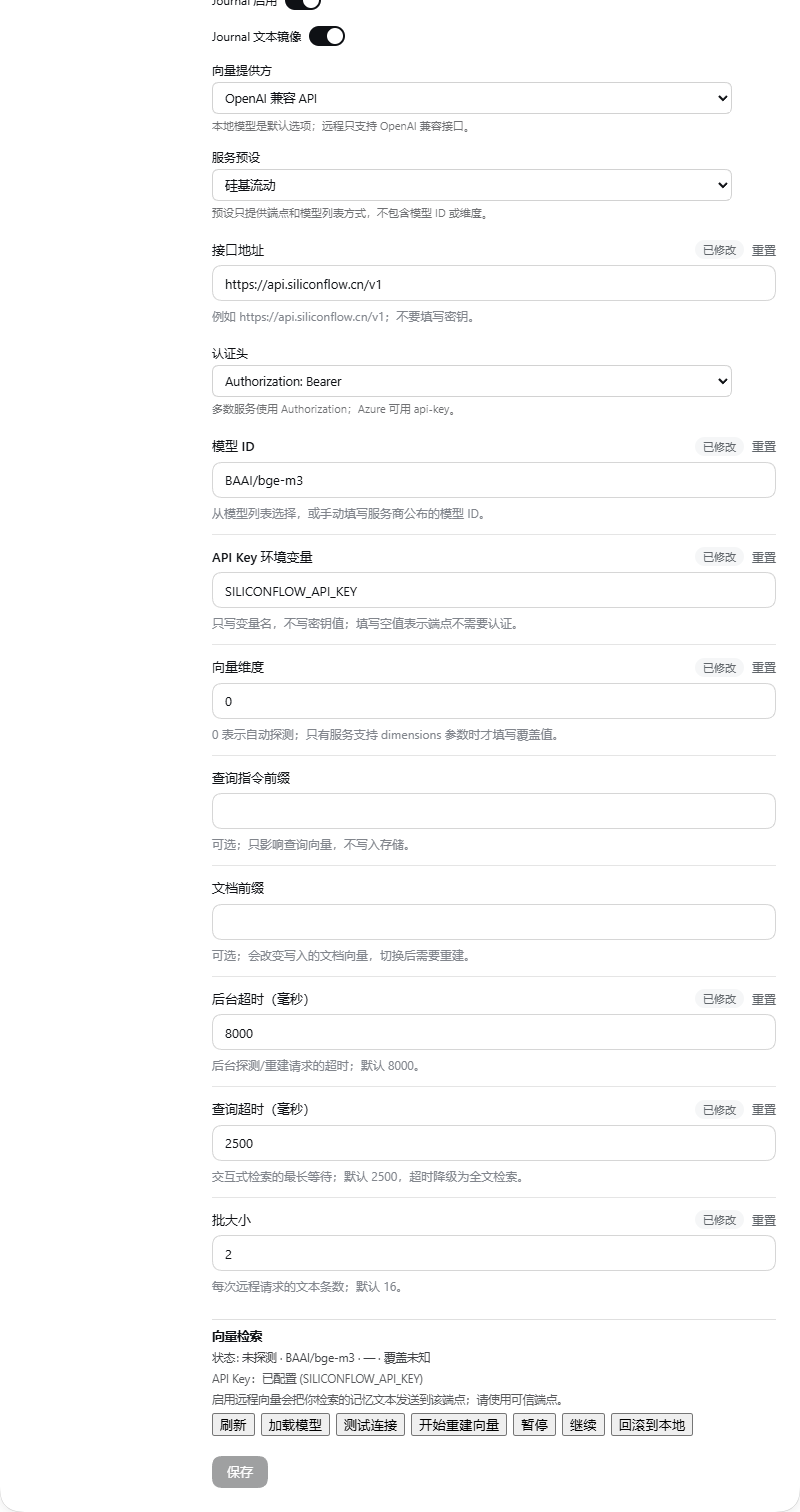 Journal 启用
Journal 文本镜像
向量提供方
OpenAI 兼容 API
本地模型是默认选项；远程只支持 OpenAI 兼容接口。
服务预设
硅基流动
预设只提供端点和模型列表方式，不包含模型 ID 或维度。
接口地址 已修改 重置
https://api.siliconflow.cn/v1
例如 https://api.siliconflow.cn/v1；不要填写密钥。
认证头
Authorization: Bearer
多数服务使用 Authorization；Azure 可用 api-key。
模型 ID 已修改 重置
BAAI/bge-m3
从模型列表选择，或手动填写服务商公布的模型 ID。
API Key 环境变量 已修改 重置
SILICONFLOW_API_KEY
只写变量名，不写密钥值；填写空值表示端点不需要认证。
向量维度 已修改 重置
0
0 表示自动探测；只有服务支持 dimensions 参数时才填写覆盖值。
查询指令前缀
可选；只影响查询向量，不写入存储。
文档前缀
可选；会改变写入的文档向量，切换后需要重建。
后台超时（毫秒） 已修改 重置
8000
后台探测/重建请求的超时；默认 8000。
查询超时（毫秒） 已修改 重置
2500
交互式检索的最长等待；默认 2500，超时降级为全文检索。
批大小 已修改 重置
2
每次远程请求的文本条数；默认 16。
向量检索
状态: 未探测 · BAAI/bge-m3 · — · 覆盖未知
API Key：已配置 (SILICONFLOW_API_KEY)
启用远程向量会把你检索的记忆文本发送到该端点；请使用可信端点。
刷新 加载模型 测试连接 开始重建向量 暂停 继续 回滚到本地
保存